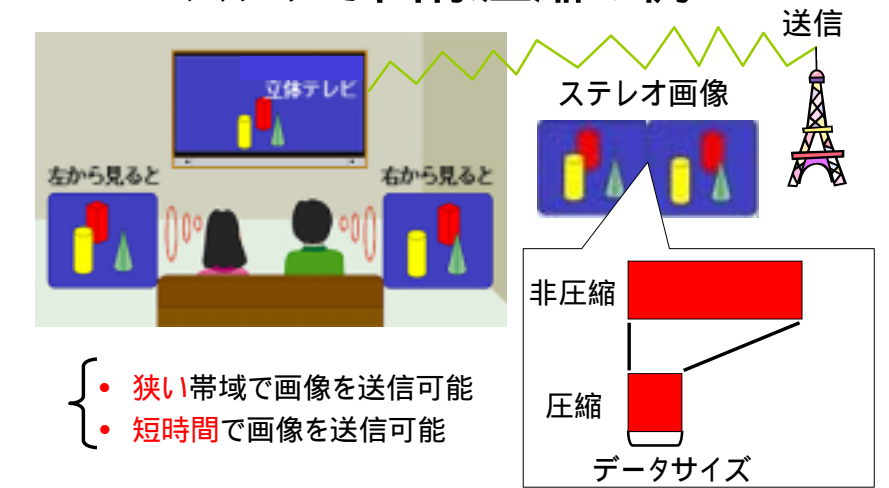 送信
立体テレビ
ステレオ画像
左から見ると
右から見ると
非圧縮
圧縮
データサイズ
• 狭い帯域で画像を送信可能
• 短時間で画像を送信可能